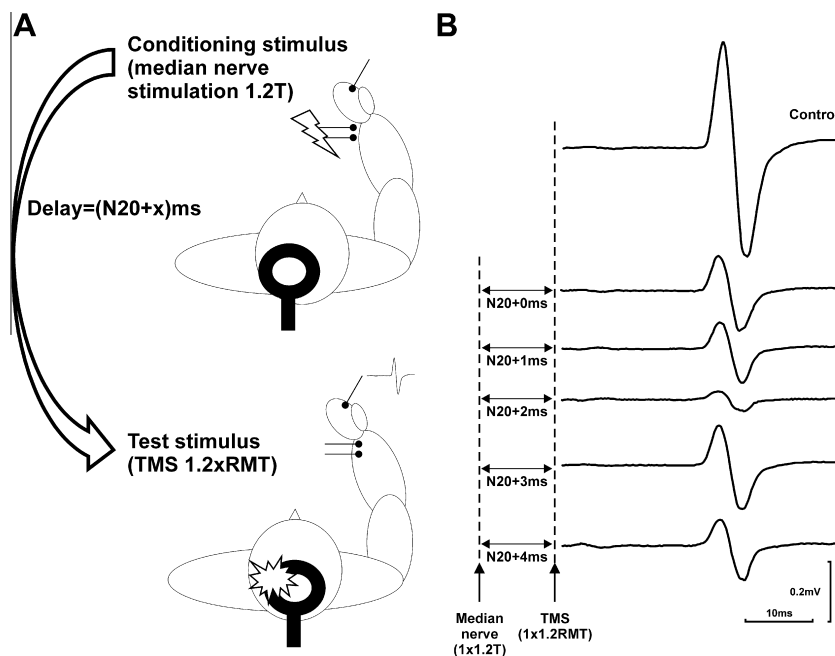 A
Conditioning stimulus
(median nerve
stimulation 1.2T)
Delay=(N20+x)ms
Test stimulus
(TMS 1.2xRMT)
B
Contro
N20+0ms
N20+1ms
N20+2ms
N20+3ms
N20+4ms
Median
nerve
(1x1.2T)
TMS
(1x1.2RMT)
0.2mV
10ms